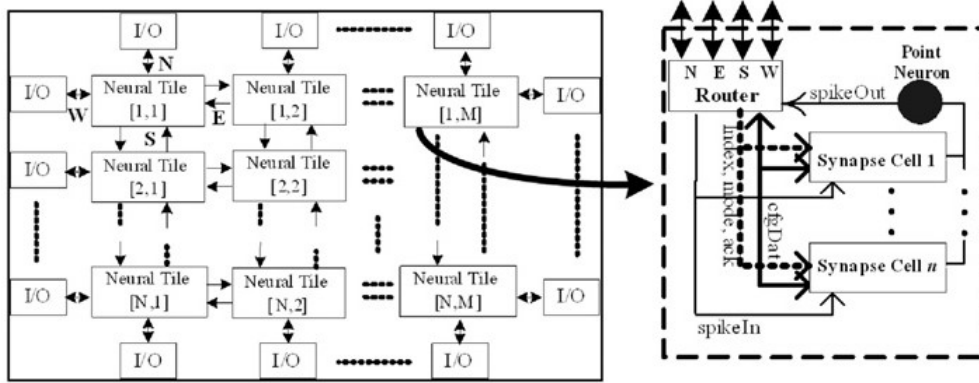 I/O I/O I/O
N
I/O Neural Tile [1,1] Neural Tile [1,2] Neural Tile [1,M] I/O
W E
S
I/O Neural Tile [2,1] Neural Tile [2,2]
I/O Neural Tile [N,1] Neural Tile [N,2] Neural Tile [N,M] I/O
I/O I/O I/O
N E S W
Router
Point
Neuron
spikeOut
Synapse Cell 1
index, mode, ack
cfgDat
Synapse Cell n
spikeIn